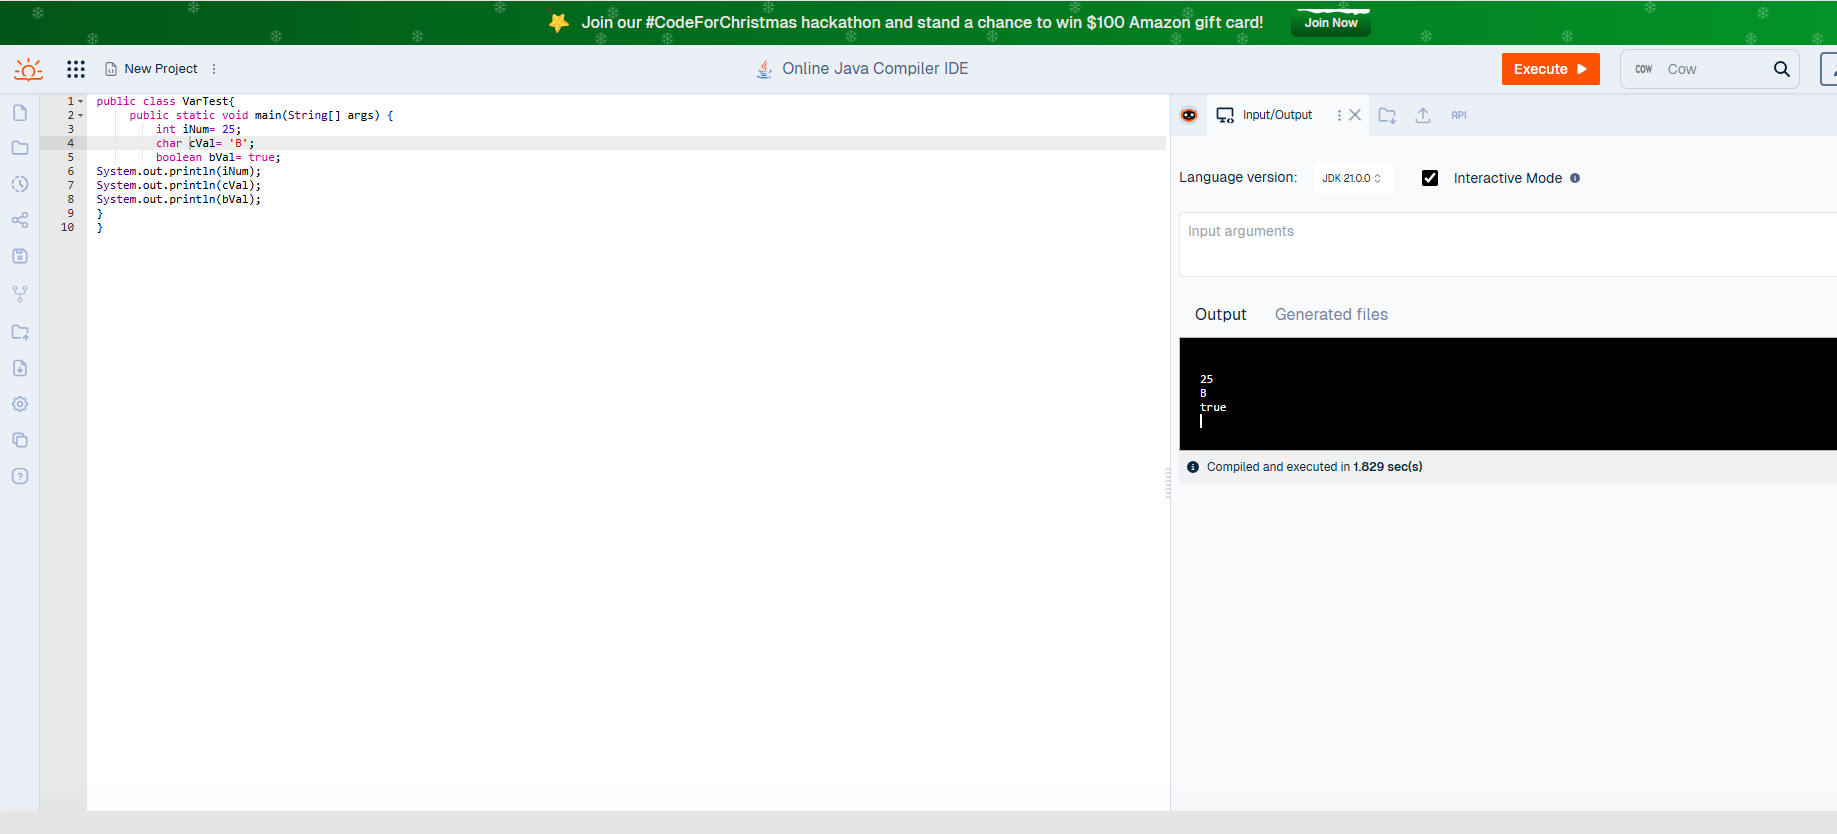 Join our #CodeForChristmas hackathon and stand a chance to win $100 Amazon gift card! Join Now
New Project
Online Java Compiler IDE
Execute
COW Cow
1 public class VarTest{
2 public static void main(String[] args) {
3 int iNum= 25;
4 char cVal= 'B';
5 boolean bVal= true;
6 System.out.println(iNum);
7 System.out.println(cVal);
8 System.out.println(bVal);
9 }
10 }
Input/Output
API
Language version: JDK 21.0.0 Interactive Mode
Input arguments
Output Generated files
25
B
true
Compiled and executed in 1.829 sec(s)